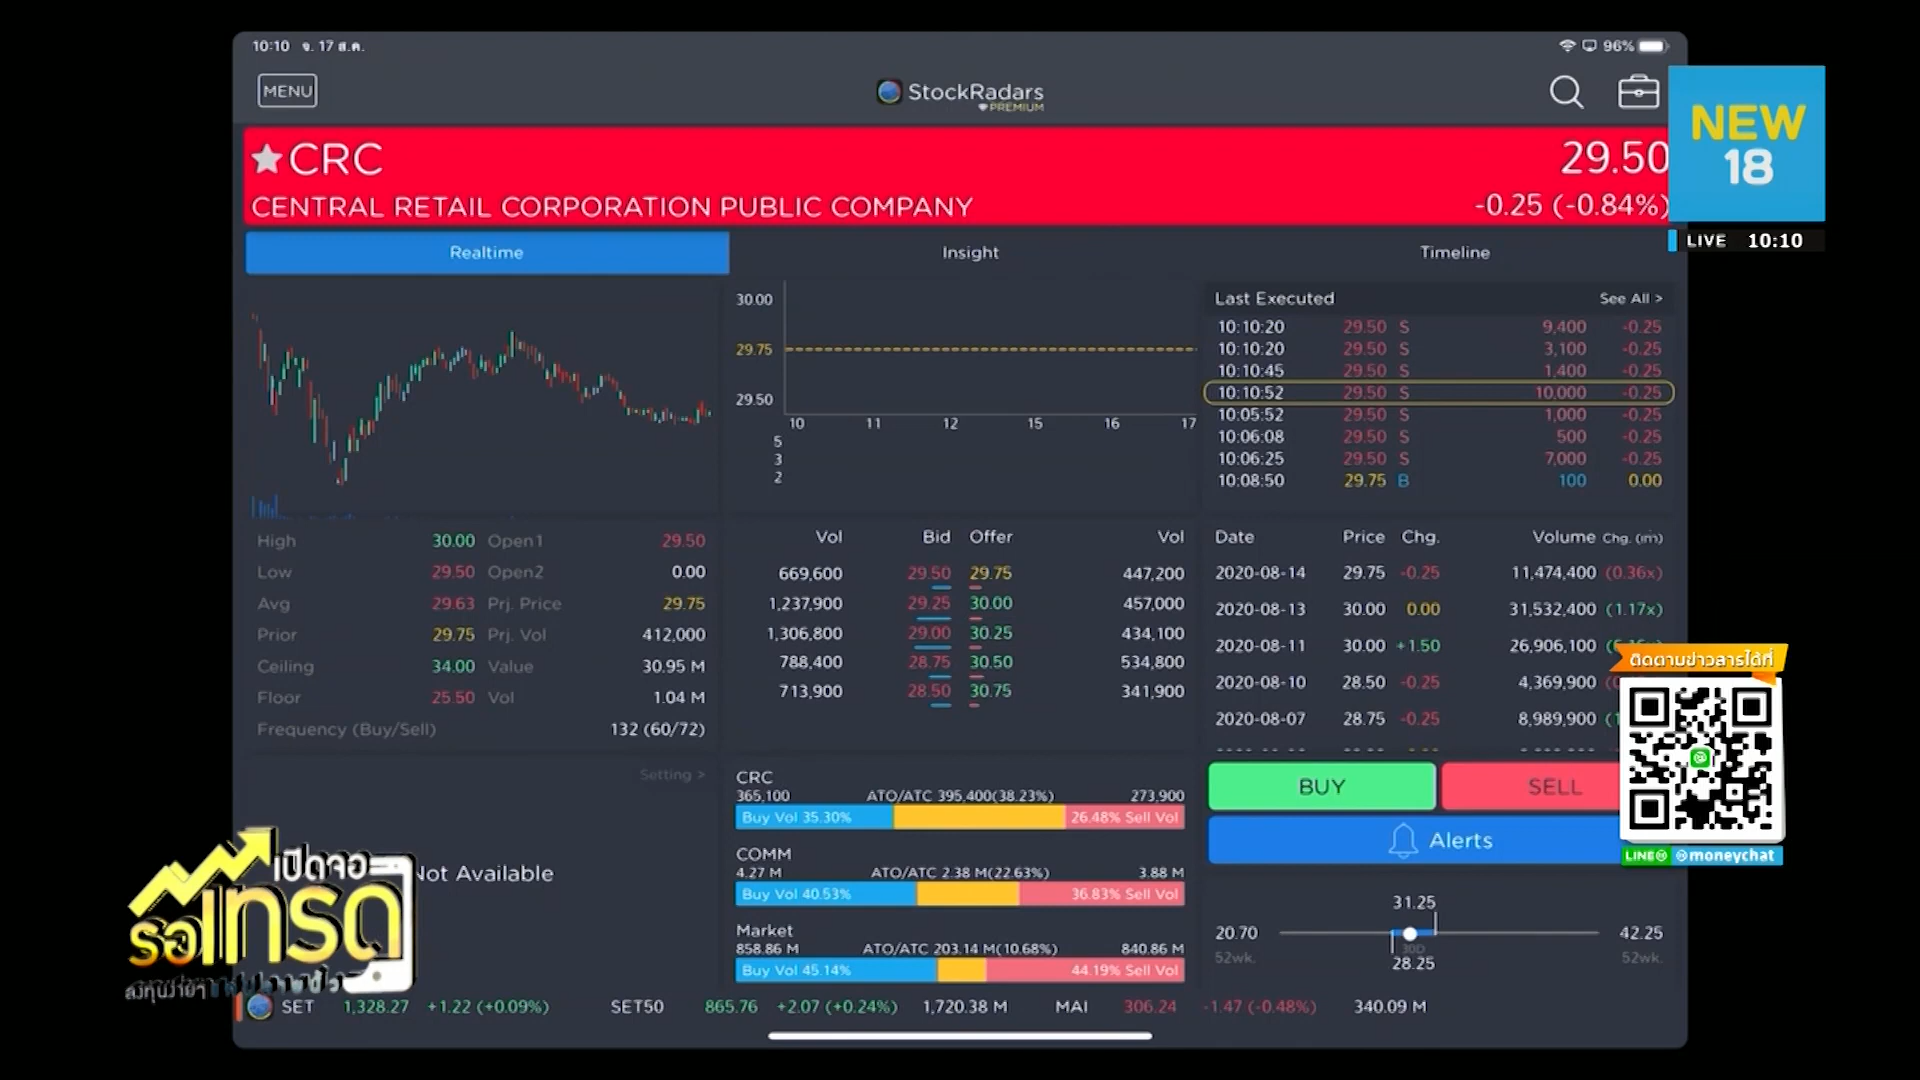 10:10 จ. 17 ส.ค.
96%
MENU
StockRadars
PREMIUM
NEW
18
LIVE 10:10
CRC
29.50
CENTRAL RETAIL CORPORATION PUBLIC COMPANY
-0.25 (-0.84%)
Realtime
Insight
Timeline
30.00
29.75
29.50
10 11 12 15 16 17
5
3
2
Last Executed See All >
10:10:20 29.50 S 9,400 -0.25
10:10:20 29.50 S 3,100 -0.25
10:10:45 29.50 S 1,400 -0.25
10:10:52 29.50 S 10,000 -0.25
10:05:52 29.50 S 1,000 -0.25
10:06:08 29.50 S 500 -0.25
10:06:25 29.50 S 7,000 -0.25
10:08:50 29.75 B 100 0.00
High 30.00 Open1 29.50
Low 29.50 Open2 0.00
Avg 29.63 Prj. Price 29.75
Prior 29.75 Prj. Vol 412,000
Ceiling 34.00 Value 30.95 M
Floor 25.50 Vol 1.04 M
Frequency (Buy/Sell) 132 (60/72)
Vol Bid Offer Vol
669,600 29.50 29.75 447,200
1,237,900 29.25 30.00 457,000
1,306,800 29.00 30.25 434,100
788,400 28.75 30.50 534,800
713,900 28.50 30.75 341,900
Date Price Chg. Volume Chg. (เท่า)
2020-08-14 29.75 -0.25 11,474,400 (0.36x)
2020-08-13 30.00 0.00 31,532,400 (1.17x)
2020-08-11 30.00 +1.50 26,906,100
2020-08-10 28.50 -0.25 4,369,900
2020-08-07 28.75 -0.25 8,989,900
ติดตามข่าวสารได้ที่
LINE@ @moneychat
Setting >
Not Available
CRC
365,100 ATO/ATC 395,400(38.23%) 273,900
Buy Vol 35.30% 26.48% Sell Vol
COMM
4.27 M ATO/ATC 2.38 M(22.63%) 3.88 M
Buy Vol 40.53% 36.83% Sell Vol
Market
858.86 M ATO/ATC 203.14 M(10.68%) 840.86 M
Buy Vol 45.14% 44.19% Sell Vol
BUY
SELL
Alerts
31.25
20.70 42.25
52wk. 30D 52wk.
28.25
เปิดจอ
รอเทรด
SET 1,328.27 +1.22 (+0.09%) SET50 865.76 +2.07 (+0.24%) 1,720.38 M MAI 306.24 -1.47 (-0.48%) 340.09 M